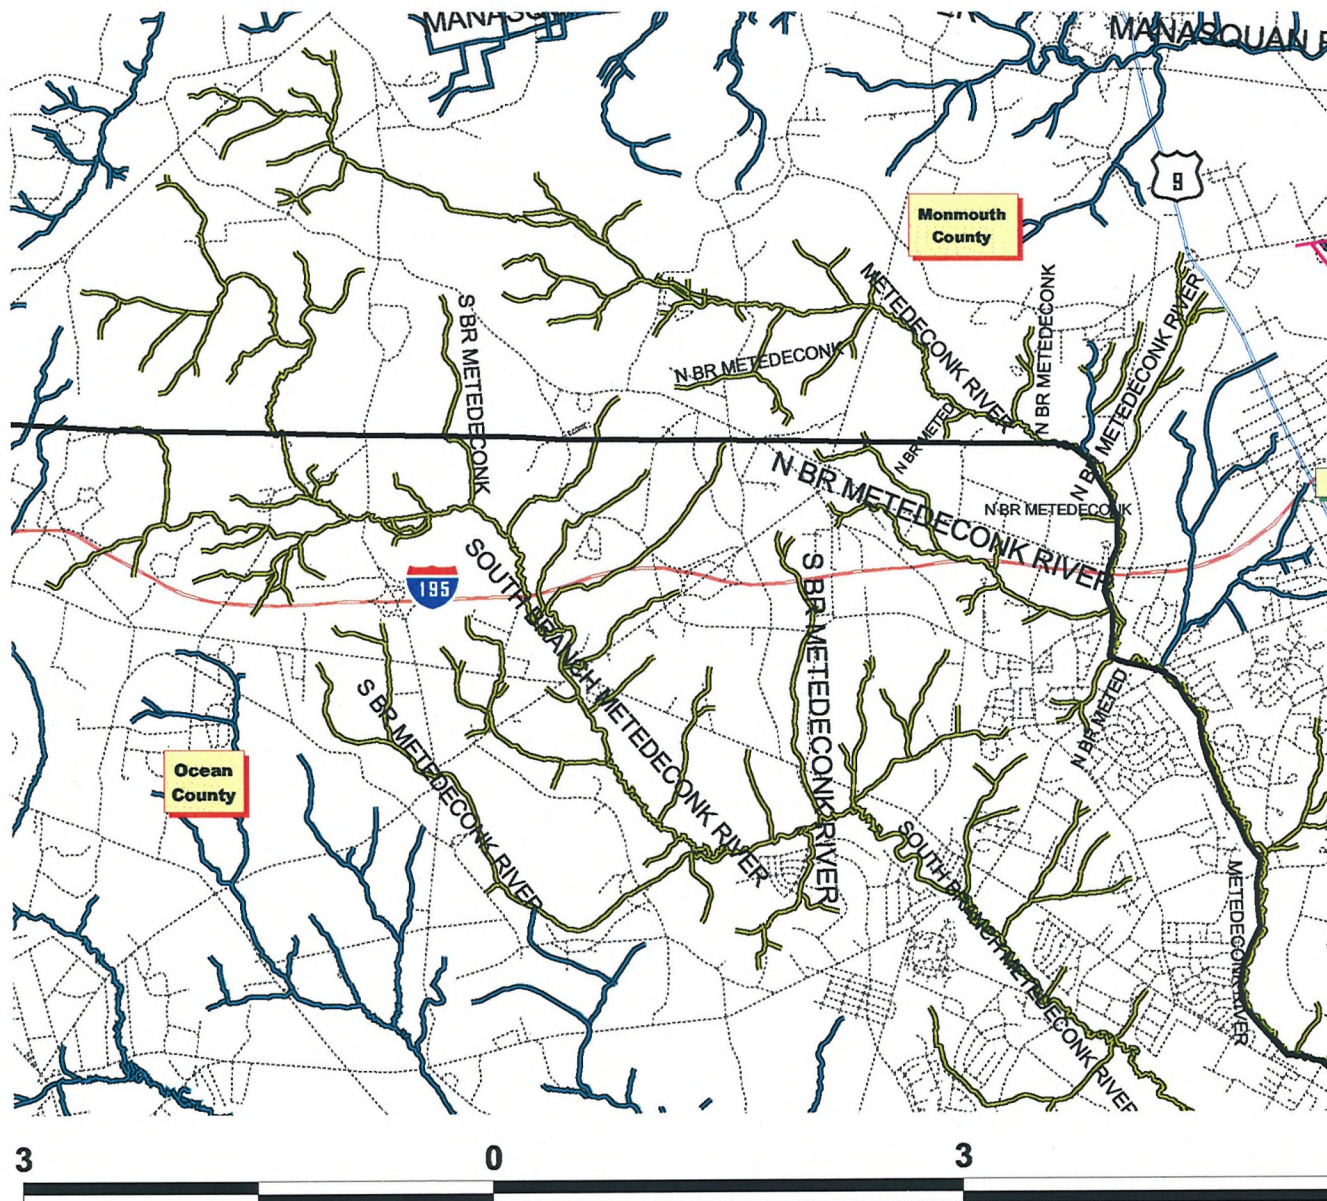 MANASQU
MANASQUAN
9
Monmouth
County
METEDECONK RIVER
N BR METEDECONK
N BR METEDECONK RIVER
S BR METEDECONK
N BR METEDECONK
N BR METED
N BR METEDECONK RIVER
N BR METEDECONK
195
SOUTH BRANCH METEDECONK RIVER
S BR METEDECONK RIVER
S BR METEDECONK RIVER
N BR METED
Ocean
County
SOUTH BRANCH METEDECONK RIVER
METEDECONK RIVER
3 0 3